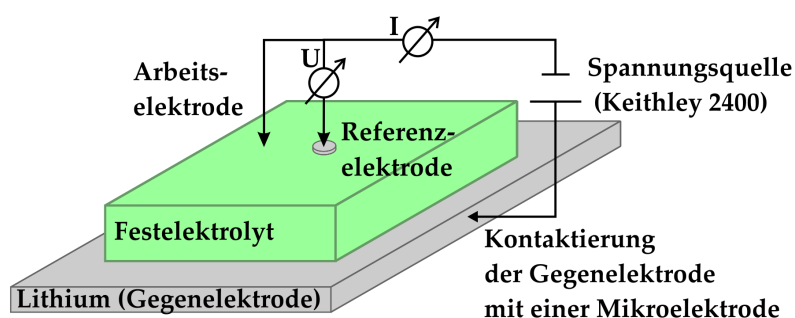 I
U
Arbeits-
elektrode
Spannungsquelle
(Keithley 2400)
Referenz-
elektrode
Festelektrolyt
Kontaktierung
der Gegenelektrode
mit einer Mikroelektrode
Lithium (Gegenelektrode)